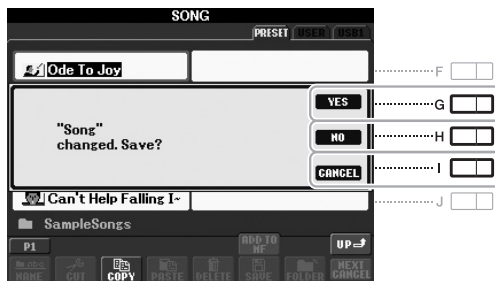 SONG
PRESET USER USB1
Ode To Joy
F
YES
G
"Song"
changed. Save?
NO
H
CANCEL
I
Can't Help Falling I~
J
SampleSongs
P1
ADD TO
MF
UP
NAME CUT COPY PASTE DELETE SAVE FOLDER NEXT
CANCEL